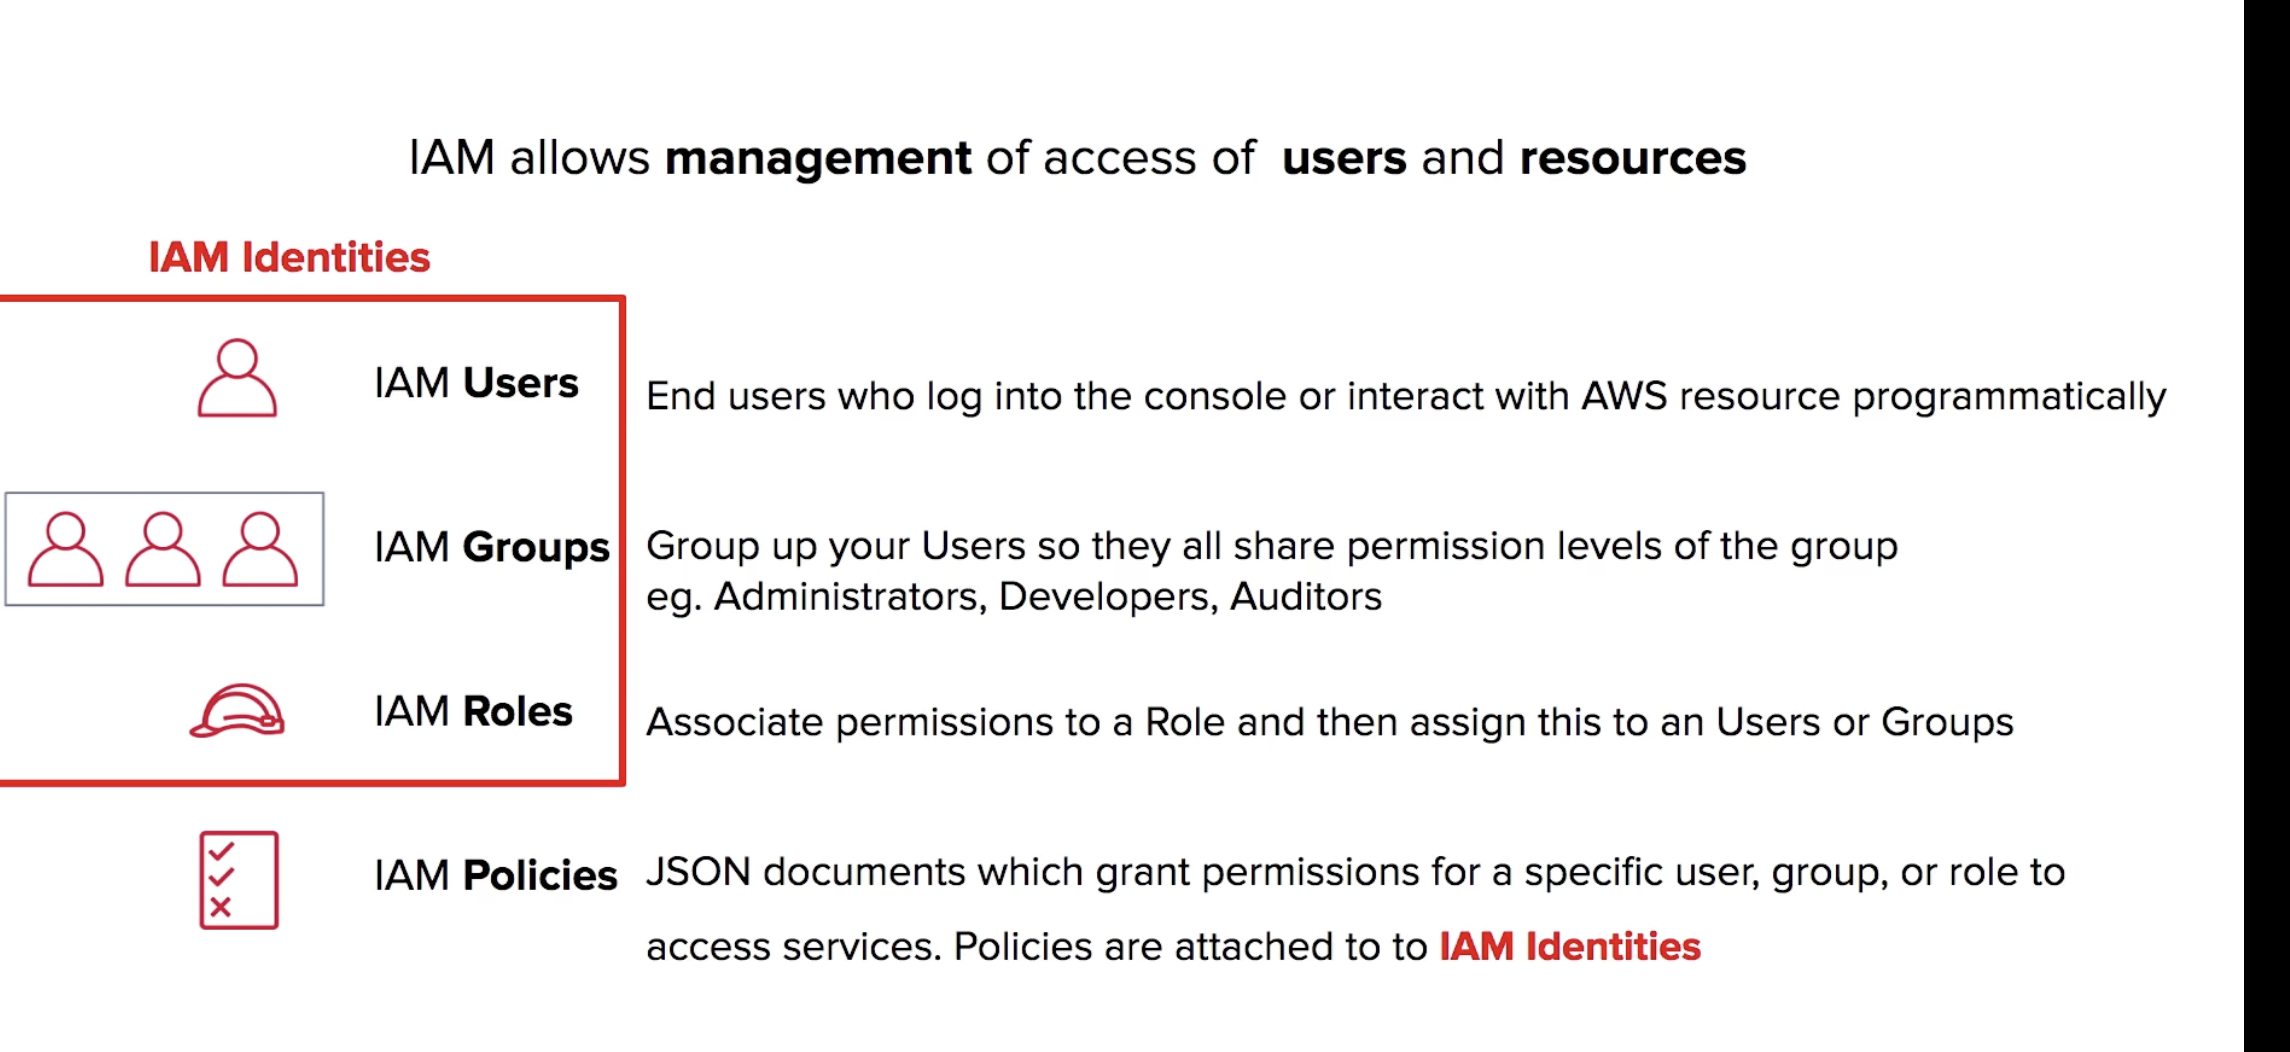 IAM allows management of access of users and resources
IAM Identities
IAM Users
End users who log into the console or interact with AWS resource programmatically
IAM Groups
Group up your Users so they all share permission levels of the group
eg. Administrators, Developers, Auditors
IAM Roles
Associate permissions to a Role and then assign this to an Users or Groups
IAM Policies
JSON documents which grant permissions for a specific user, group, or role to
access services. Policies are attached to to IAM Identities